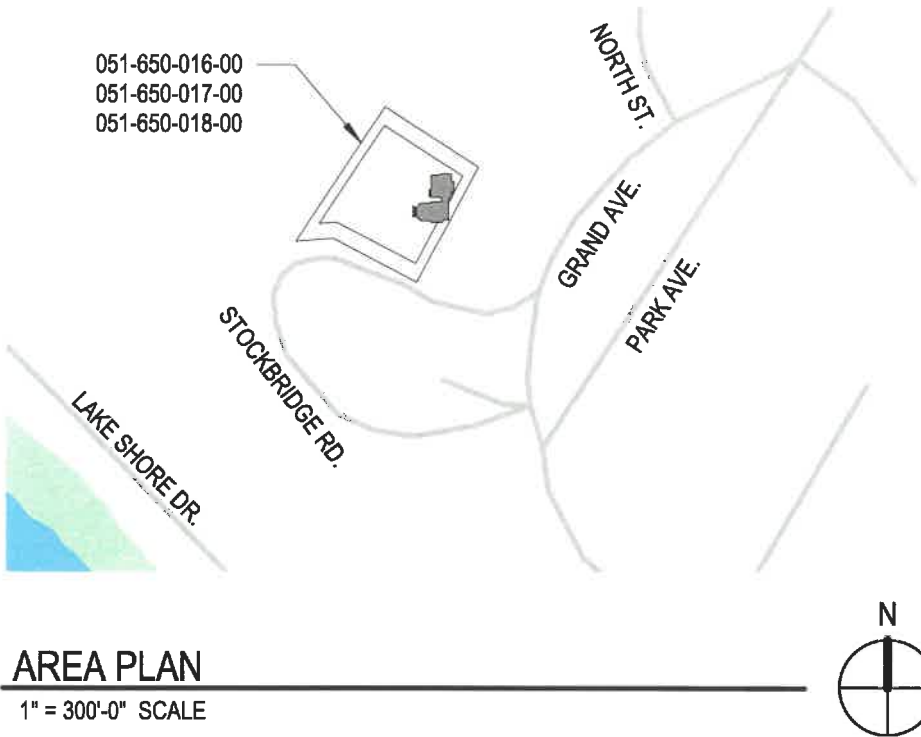 051-650-016-00
051-650-017-00
051-650-018-00
NORTH ST.
GRAND AVE.
PARK AVE.
STOCKBRIDGE RD.
LAKE SHORE DR.
N
AREA PLAN
1" = 300'-0" SCALE